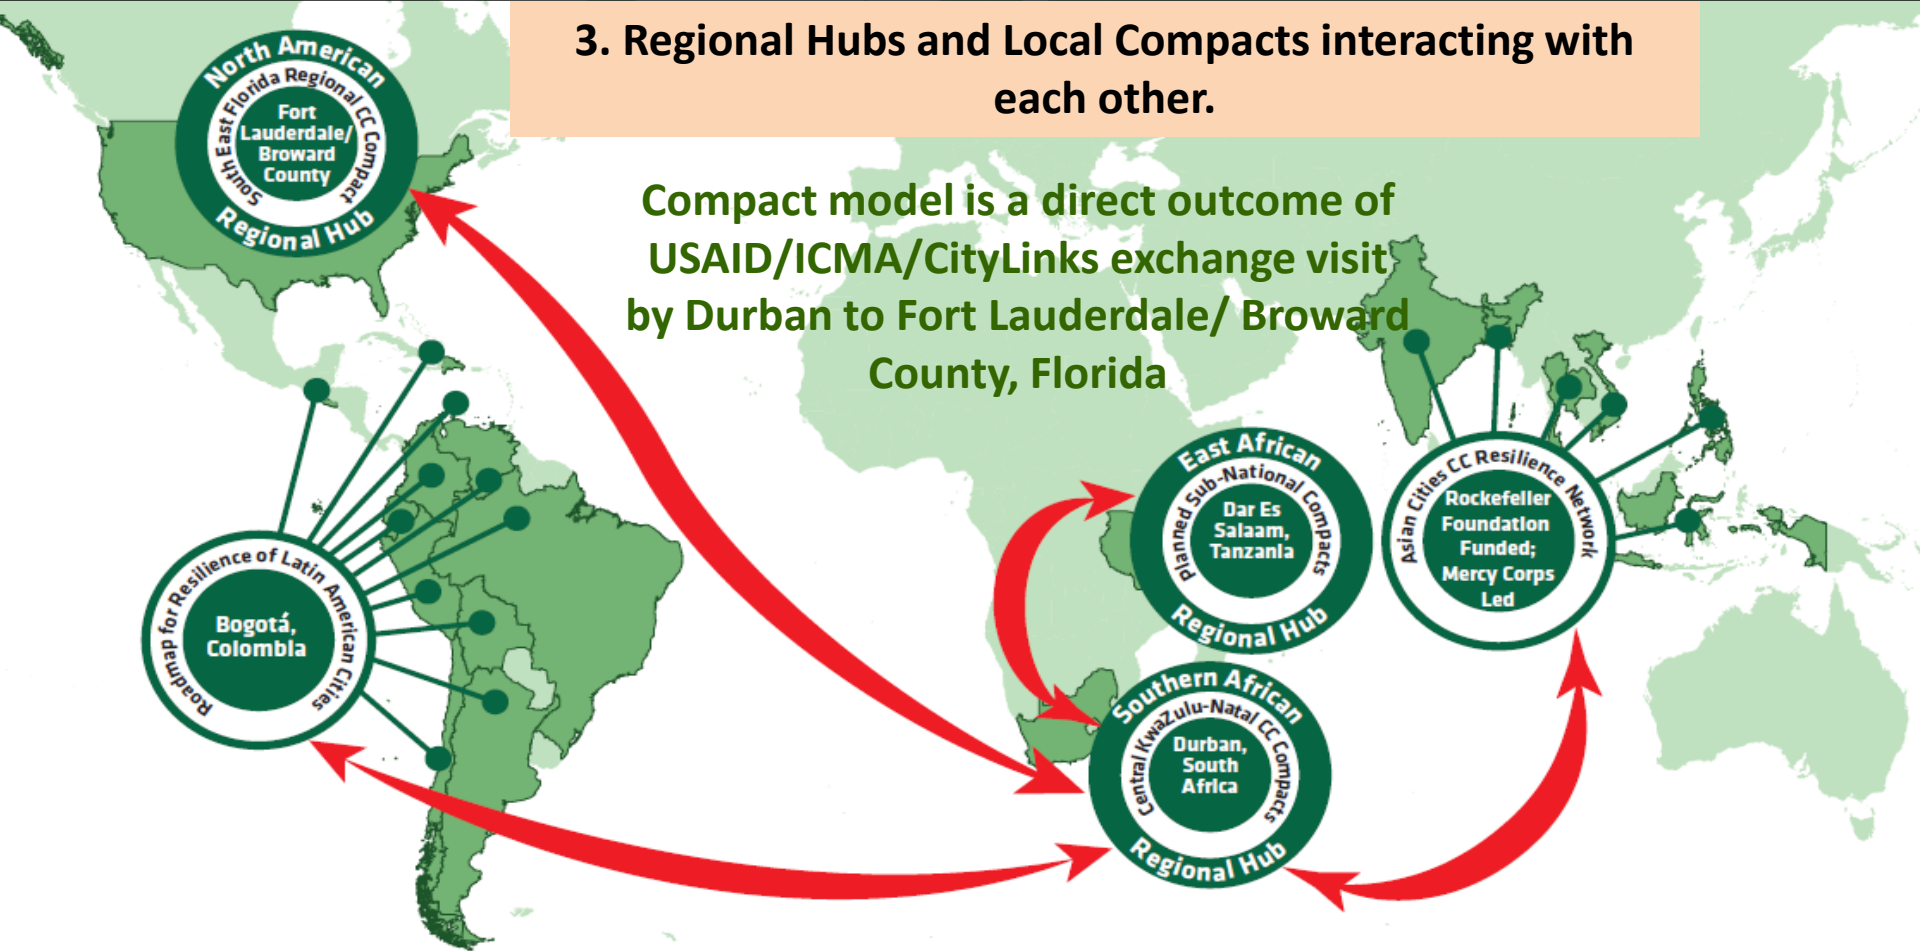 3. Regional Hubs and Local Compacts interacting with
each other.
Compact model is a direct outcome of
USAID/ICMA/CityLinks exchange visit
by Durban to Fort Lauderdale/ Broward
County, Florida
North American
South East Florida Regional CC Compact
Fort
Lauderdale/
Broward
County
Regional Hub
Roadmap for Resilience of Latin American Cities
Bogotá,
Colombia
East African
Planned Sub-National Compacts
Dar Es
Salaam,
Tanzania
Regional Hub
Asian Cities CC Resilience Network
Rockefeller
Foundation
Funded;
Mercy Corps
Led
Southern African
Central KwaZulu-Natal CC Compacts
Durban,
South
Africa
Regional Hub